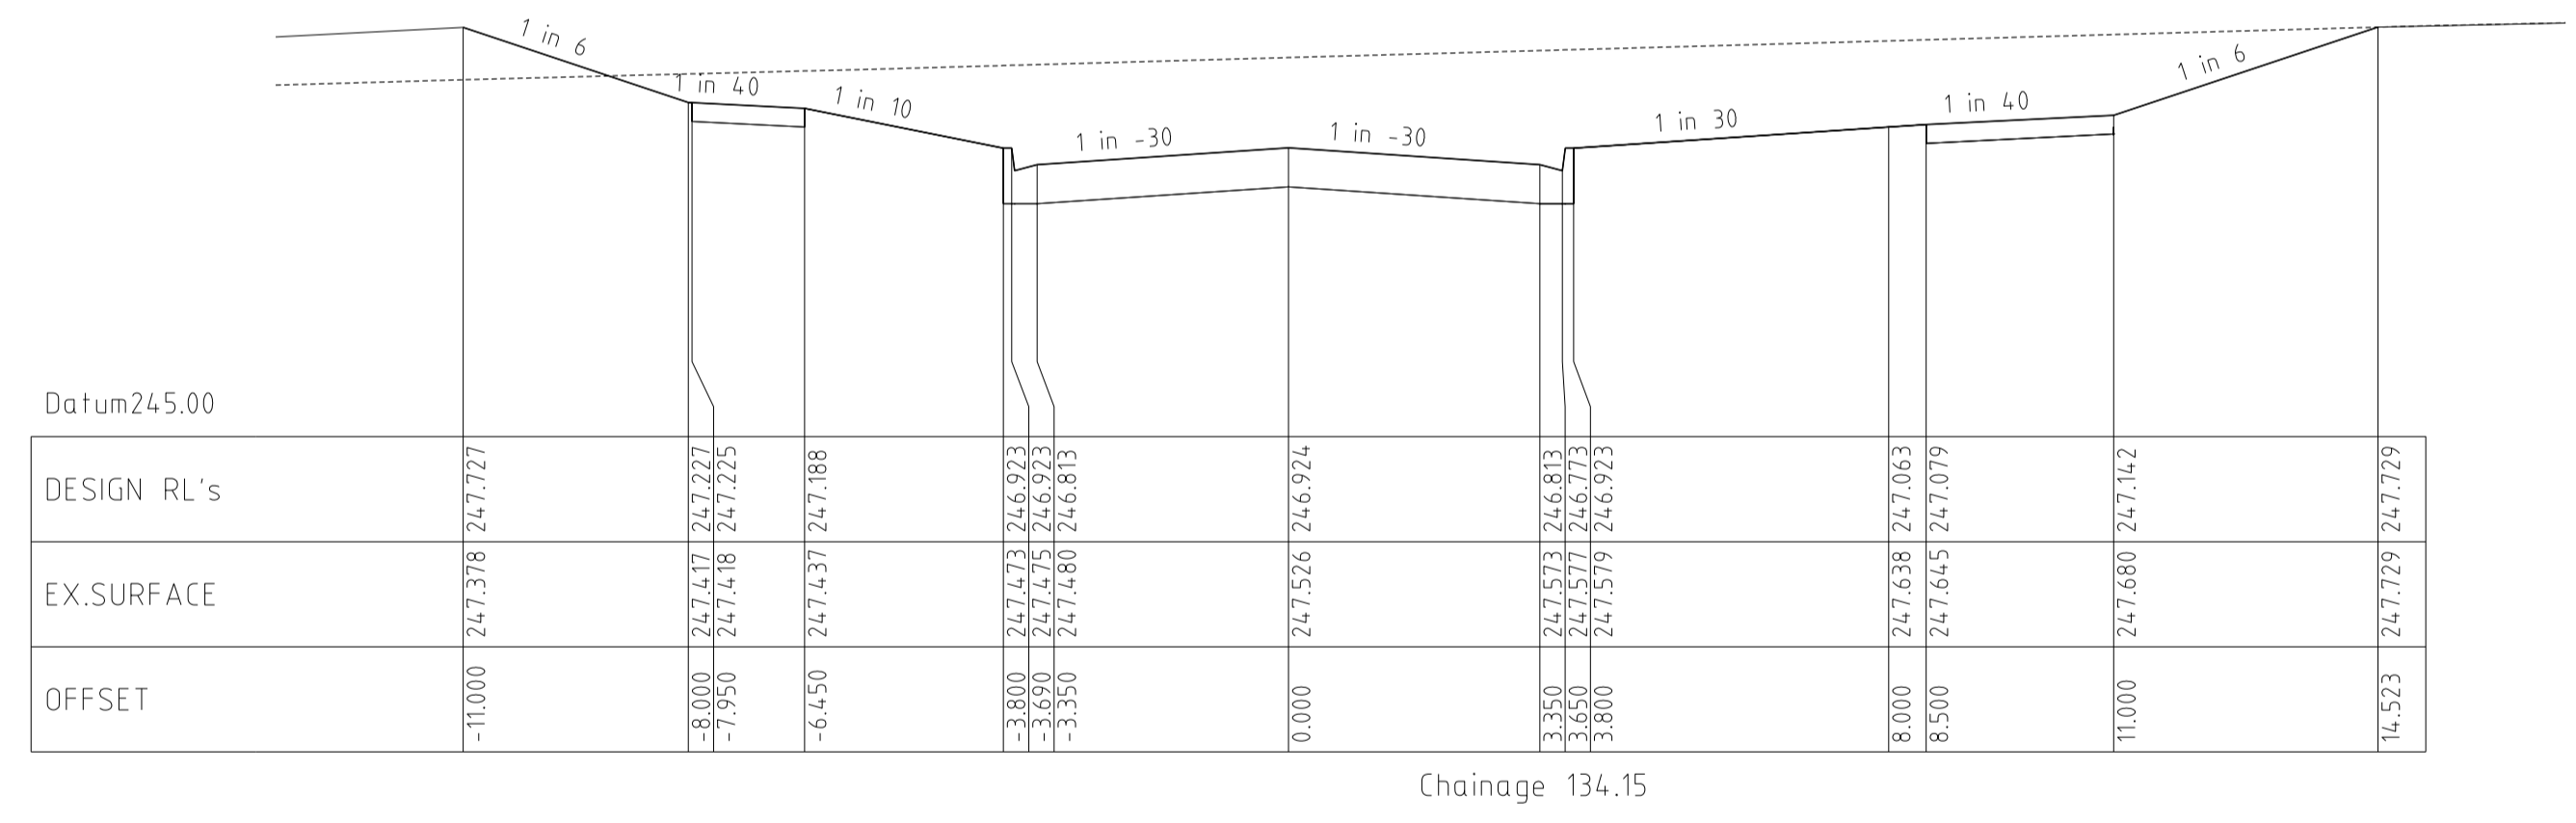 1 in 6
1 in 40
1 in 10
1 in -30
1 in -30
1 in 30
1 in 40
1 in 6
Datum245.00
DESIGN RL's 247.727 247.227 247.225 247.188 246.923 246.923 246.813 246.924 246.813 246.773 246.923 247.063 247.079 247.142 247.729
EX.SURFACE 247.378 247.417 247.418 247.437 247.473 247.475 247.480 247.526 247.573 247.577 247.579 247.638 247.645 247.680 247.729
OFFSET -11.000 -8.000 -7.950 -6.450 -3.800 -3.690 -3.350 0.000 3.350 3.650 3.800 8.000 8.500 11.000 14.523
Chainage 134.15